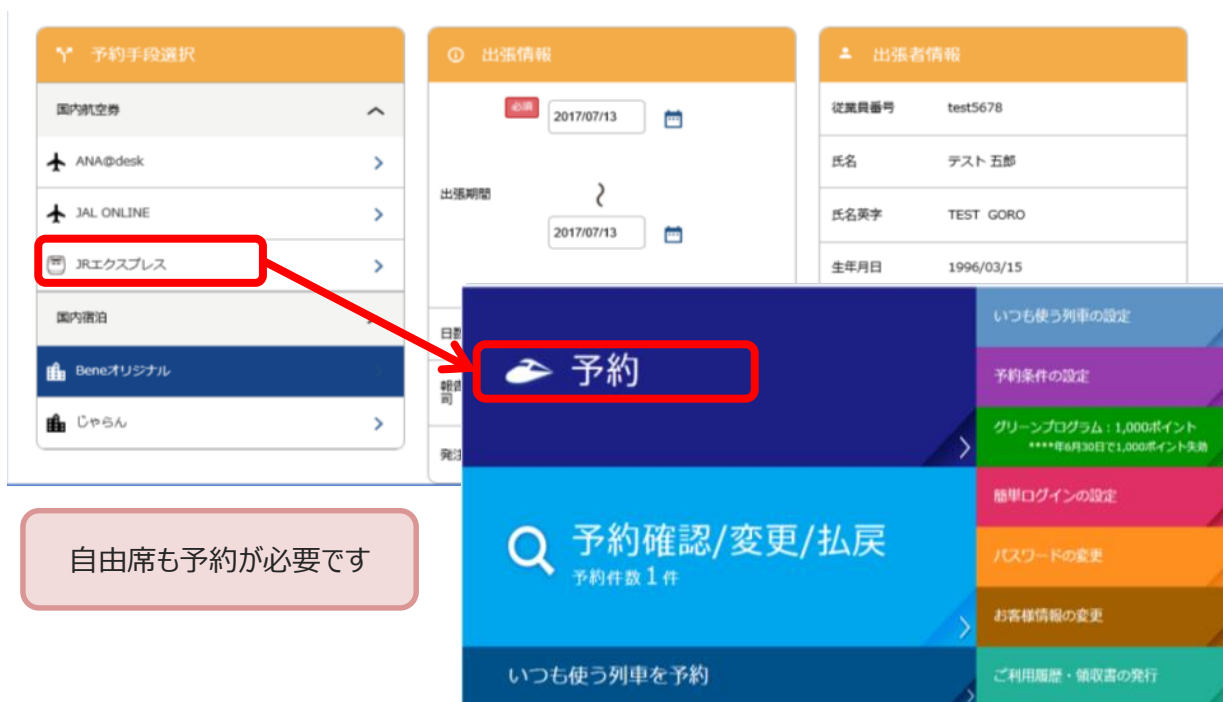 予約手段選択
国内航空券
ANA@desk
JAL ONLINE
JRエクスプレス
国内宿泊
Beneオリジナル
じゃらん
出張情報
必須
2017/07/13
出張期間
～
2017/07/13
日数
発注
出張者情報
従業員番号 test5678
氏名 テスト 五郎
氏名英字 TEST GORO
生年月日 1996/03/15
自由席も予約が必要です
予約
予約確認/変更/払戻
予約件数 1 件
いつも使う列車を予約
いつも使う列車の設定
予約条件の設定
グリーンプログラム：1,000ポイント
****年6月30日で1,000ポイント失効
簡単ログインの設定
パスワードの変更
お客様情報の変更
ご利用履歴・領収書の発行